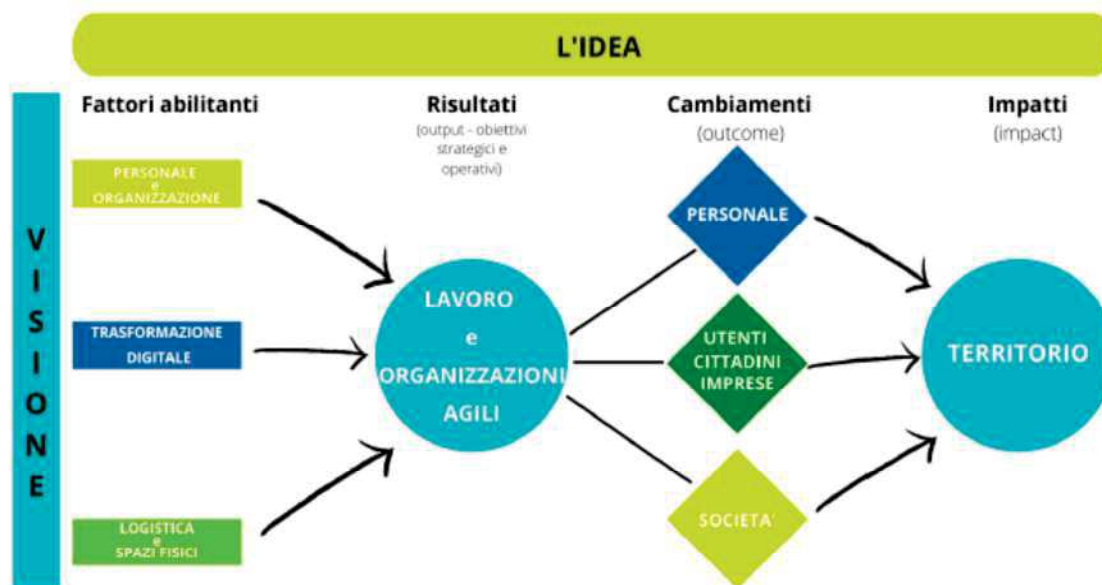 L'IDEA
VISIONE
Fattori abilitanti
PERSONALE
e
ORGANIZZAZIONE
TRASFORMAZIONE
DIGITALE
LOGISTICA
e
SPAZI FISICI
Risultati
(output - obiettivi
strategici e
operativi)
LAVORO
e
ORGANIZZAZIONI
AGILI
Cambiamenti
(outcome)
PERSONALE
UTENTI
CITTADINI
IMPRESE
SOCIETA'
Impatti
(impact)
TERRITORIO